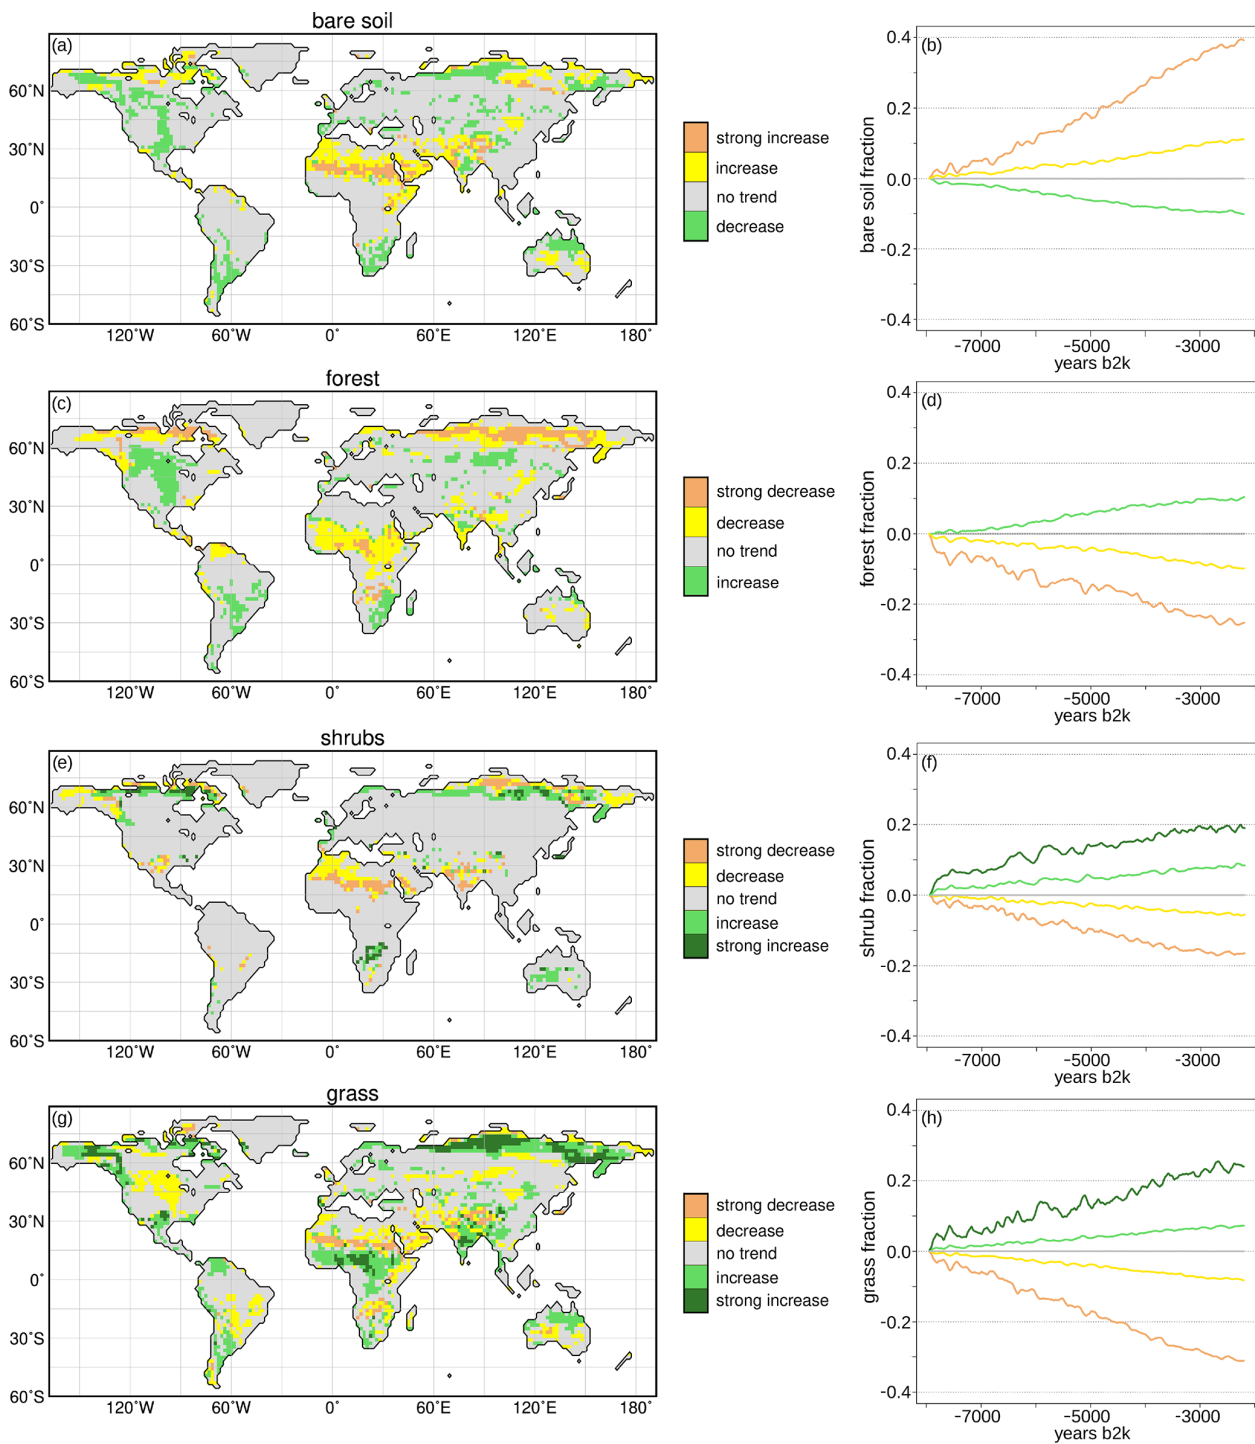 bare soil
(a)
60°N
30°N
0°
30°S
60°S
120°W
60°W
0°
60°E
120°E
180°
strong increase
increase
no trend
decrease
(b)
0.4
0.2
0.0
-0.2
-0.4
bare soil fraction
-7000
-5000
-3000
years b2k
forest
(c)
60°N
30°N
0°
30°S
60°S
120°W
60°W
0°
60°E
120°E
180°
strong decrease
decrease
no trend
increase
(d)
0.4
0.2
0.0
-0.2
-0.4
forest fraction
-7000
-5000
-3000
years b2k
shrubs
(e)
60°N
30°N
0°
30°S
60°S
120°W
60°W
0°
60°E
120°E
180°
strong decrease
decrease
no trend
increase
strong increase
(f)
0.4
0.2
0.0
-0.2
-0.4
shrub fraction
-7000
-5000
-3000
years b2k
grass
(g)
60°N
30°N
0°
30°S
60°S
120°W
60°W
0°
60°E
120°E
180°
strong decrease
decrease
no trend
increase
strong increase
(h)
0.4
0.2
0.0
-0.2
-0.4
grass fraction
-7000
-5000
-3000
years b2k